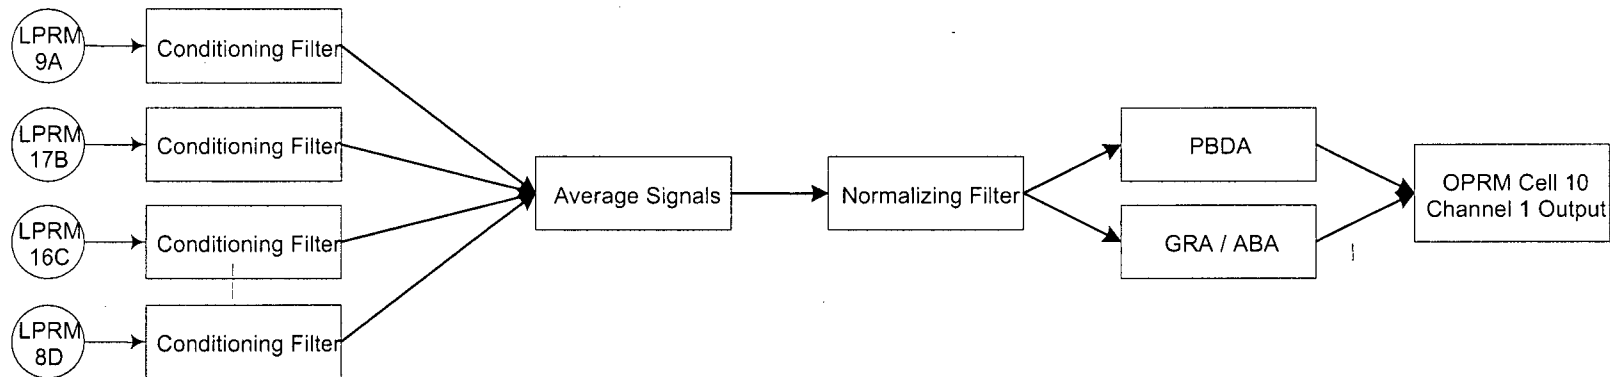 LPRM
9A
Conditioning Filter
LPRM
17B
Conditioning Filter
LPRM
16C
Conditioning Filter
LPRM
8D
Conditioning Filter
Average Signals
Normalizing Filter
PBDA
GRA / ABA
OPRM Cell 10
Channel 1 Output